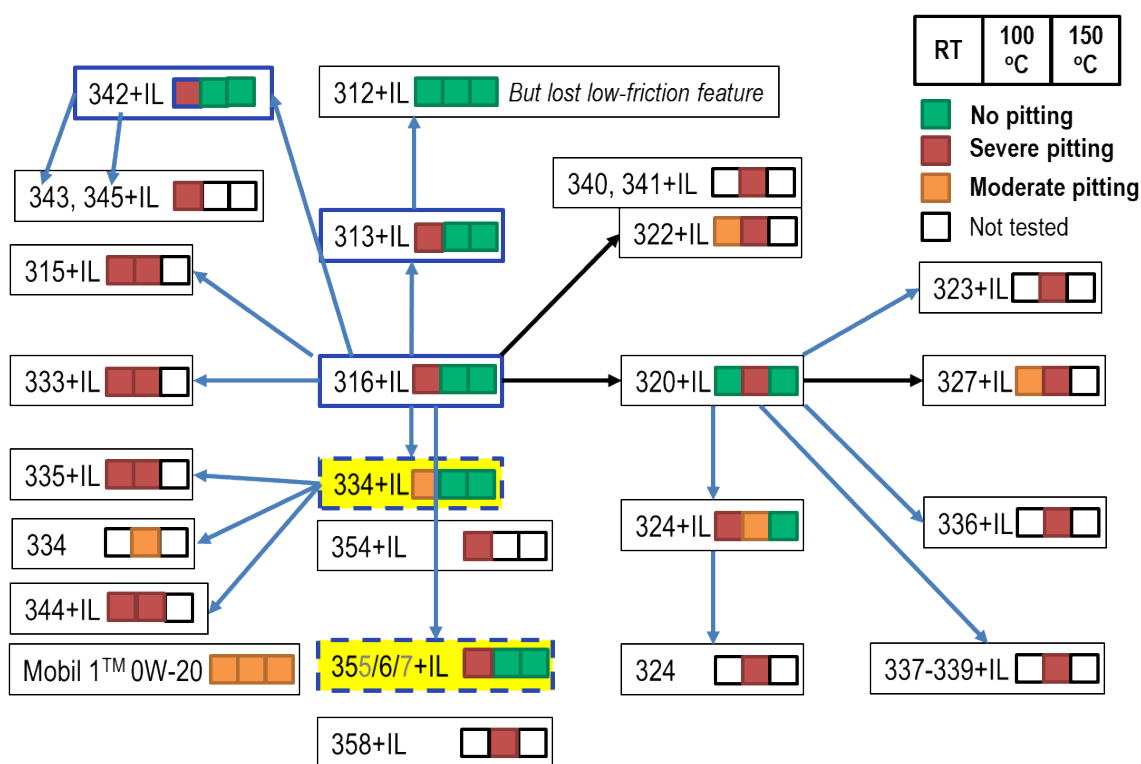 RT
100
ºC
150
ºC
342+IL
312+IL
But lost low-friction feature
No pitting
Severe pitting
Moderate pitting
Not tested
343, 345+IL
340, 341+IL
313+IL
322+IL
315+IL
323+IL
333+IL
316+IL
320+IL
327+IL
335+IL
334+IL
324+IL
336+IL
334
354+IL
344+IL
Mobil 1TM 0W-20
355/6/7+IL
324
337-339+IL
358+IL